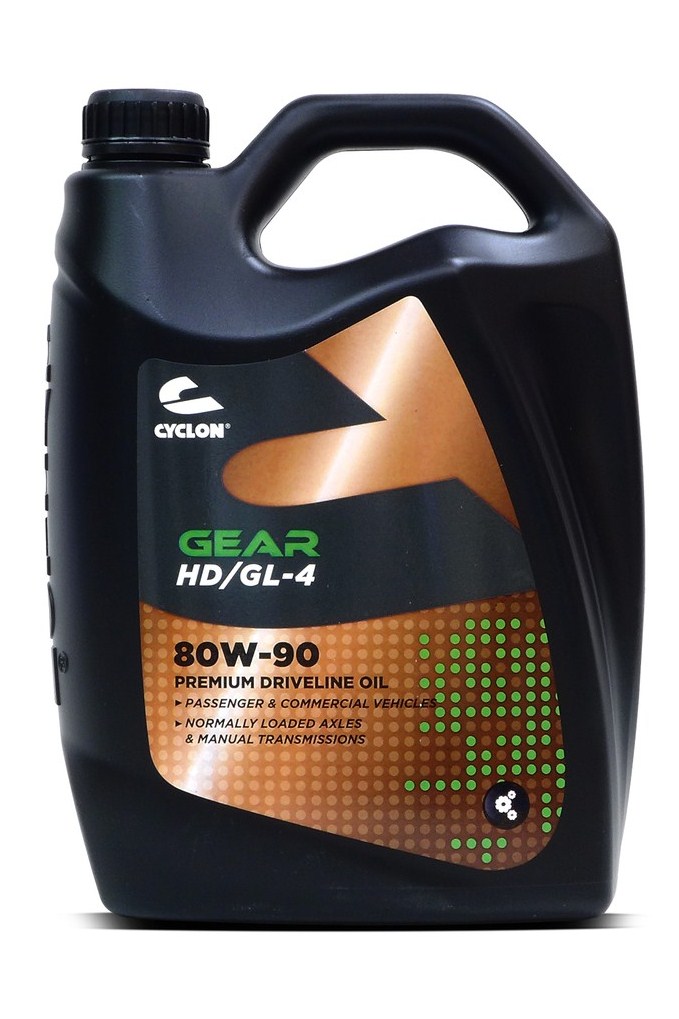 CYCLON®
GEAR
HD/GL-4
80W-90
PREMIUM DRIVELINE OIL
▸ PASSENGER & COMMERCIAL VEHICLES
▸ NORMALLY LOADED AXLES
& MANUAL TRANSMISSIONS